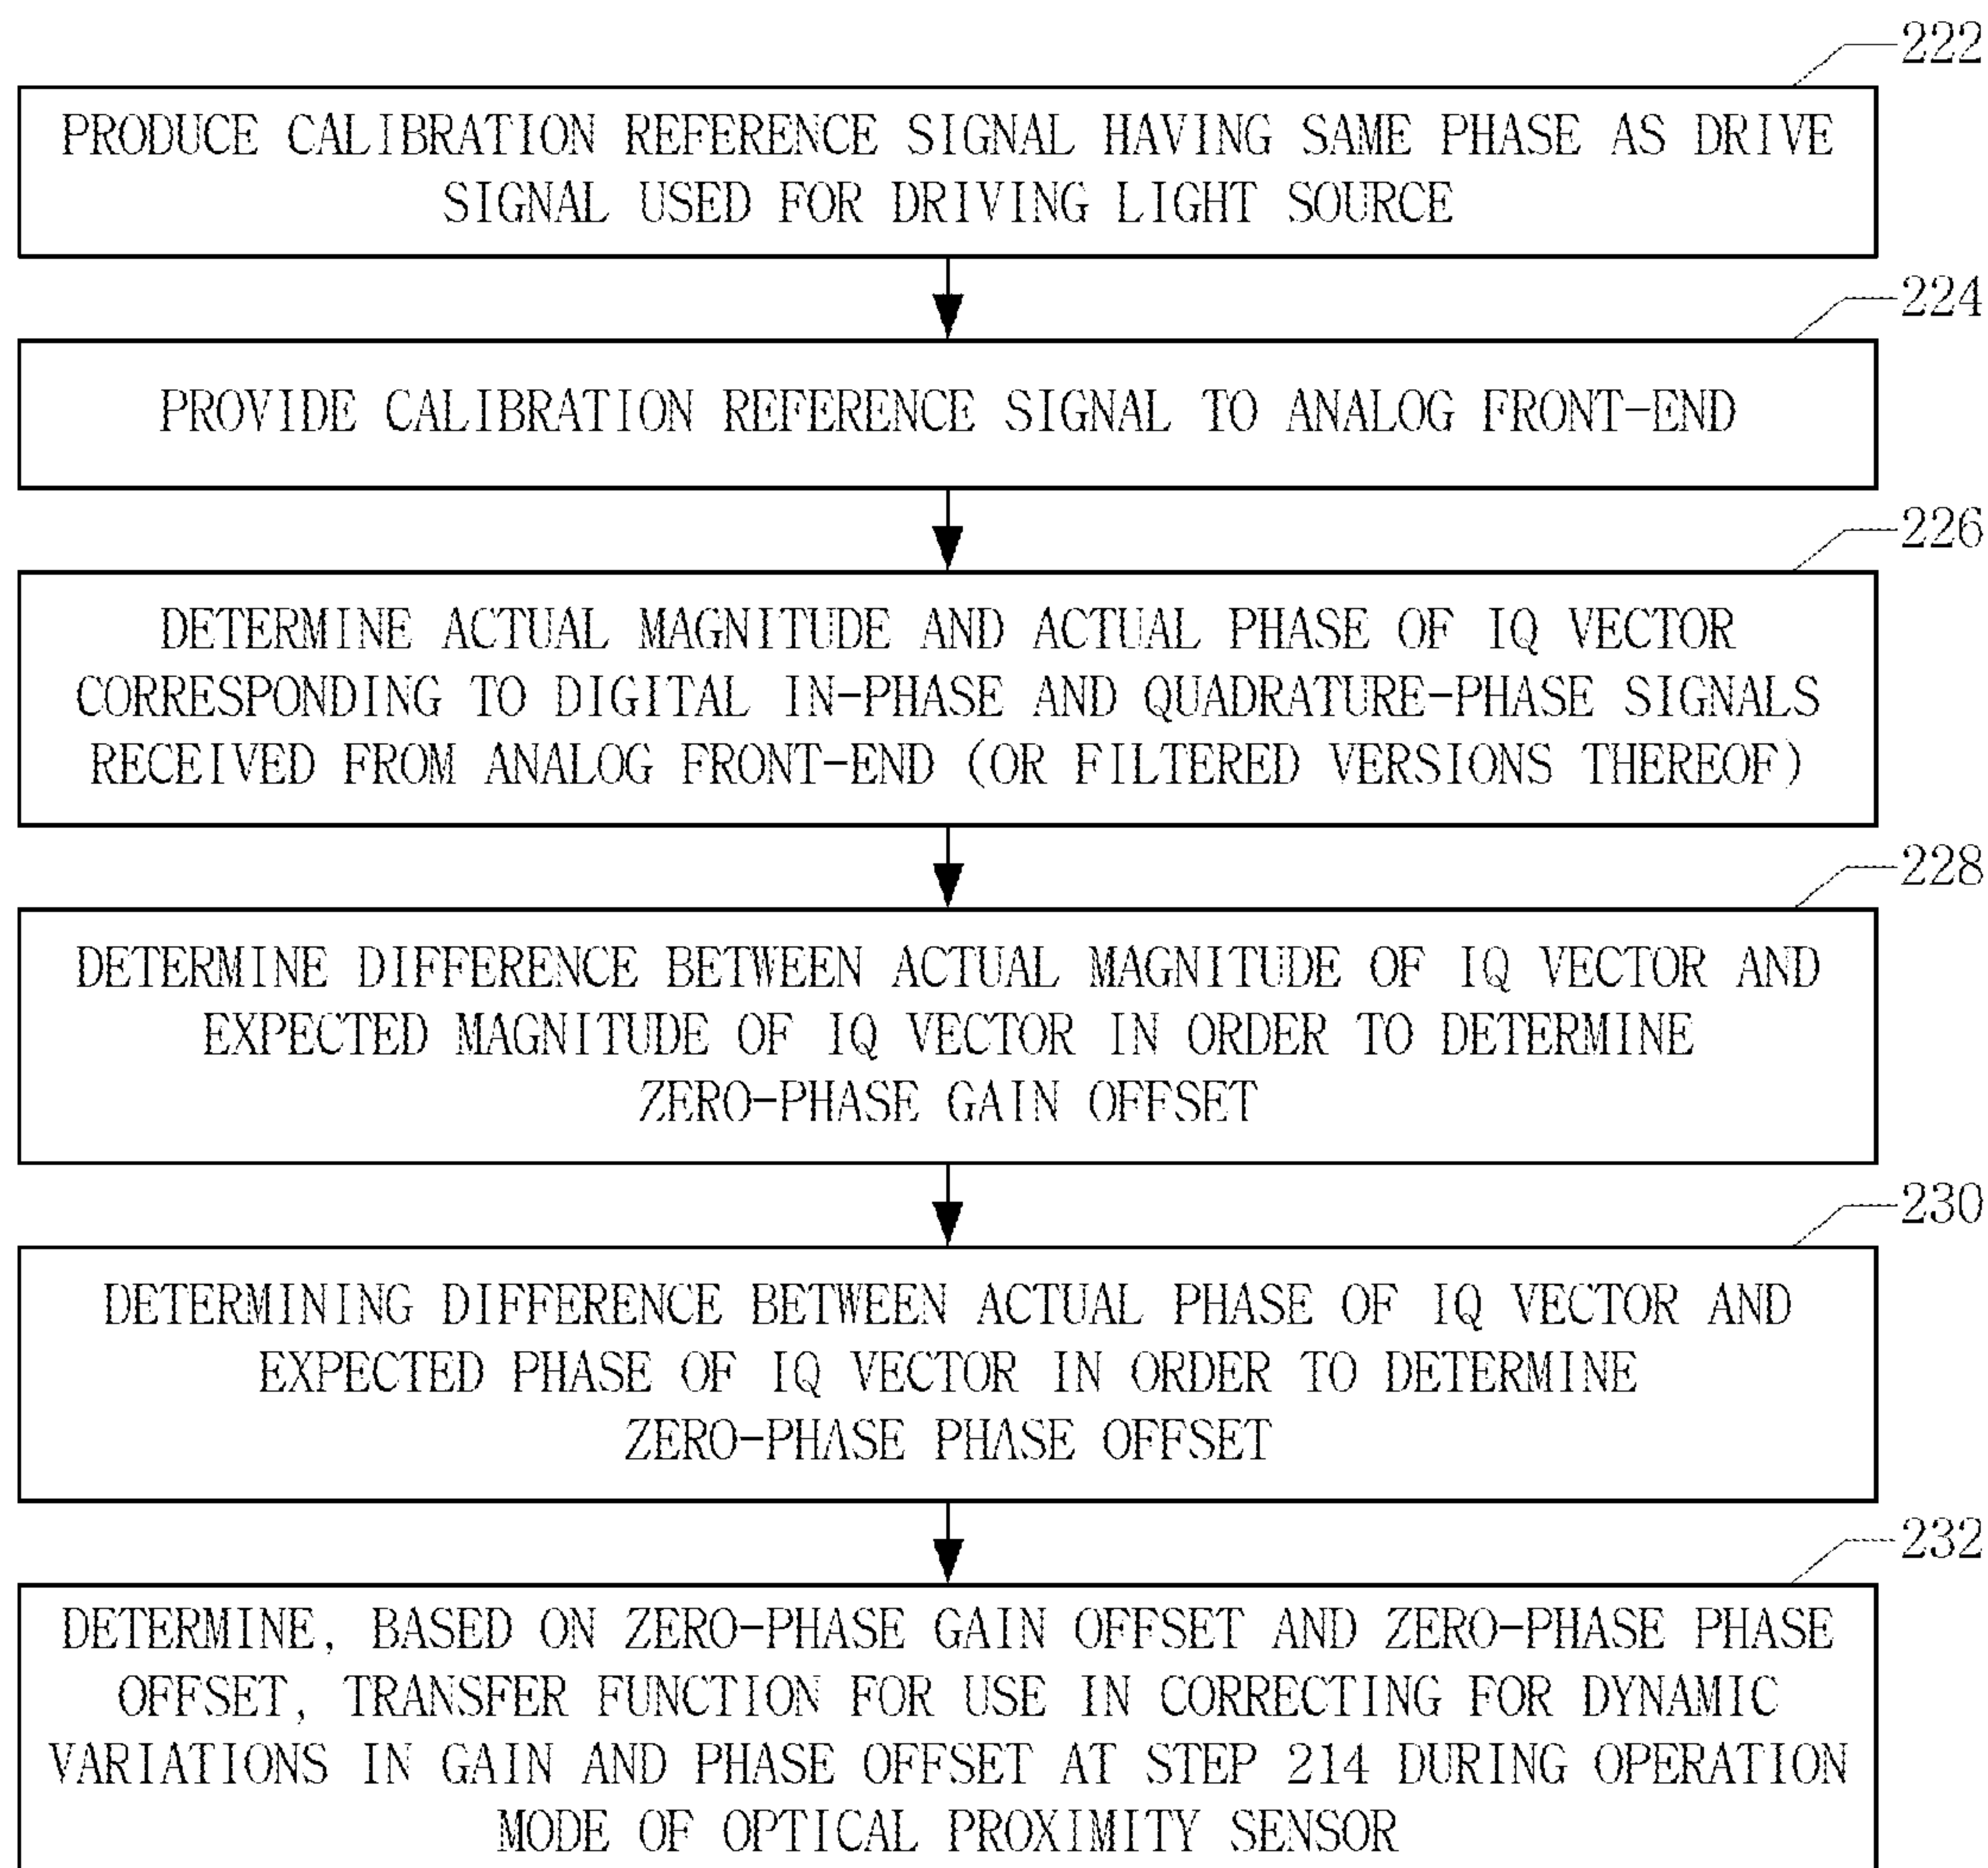 222
PRODUCE CALIBRATION REFERENCE SIGNAL HAVING SAME PHASE AS DRIVE
SIGNAL USED FOR DRIVING LIGHT SOURCE
224
PROVIDE CALIBRATION REFERENCE SIGNAL TO ANALOG FRONT-END
226
DETERMINE ACTUAL MAGNITUDE AND ACTUAL PHASE OF IQ VECTOR
CORRESPONDING TO DIGITAL IN-PHASE AND QUADRATURE-PHASE SIGNALS
RECEIVED FROM ANALOG FRONT-END (OR FILTERED VERSIONS THEREOF)
228
DETERMINE DIFFERENCE BETWEEN ACTUAL MAGNITUDE OF IQ VECTOR AND
EXPECTED MAGNITUDE OF IQ VECTOR IN ORDER TO DETERMINE
ZERO-PHASE GAIN OFFSET
230
DETERMINING DIFFERENCE BETWEEN ACTUAL PHASE OF IQ VECTOR AND
EXPECTED PHASE OF IQ VECTOR IN ORDER TO DETERMINE
ZERO-PHASE PHASE OFFSET
232
DETERMINE, BASED ON ZERO-PHASE GAIN OFFSET AND ZERO-PHASE PHASE
OFFSET, TRANSFER FUNCTION FOR USE IN CORRECTING FOR DYNAMIC
VARIATIONS IN GAIN AND PHASE OFFSET AT STEP 214 DURING OPERATION
MODE OF OPTICAL PROXIMITY SENSOR